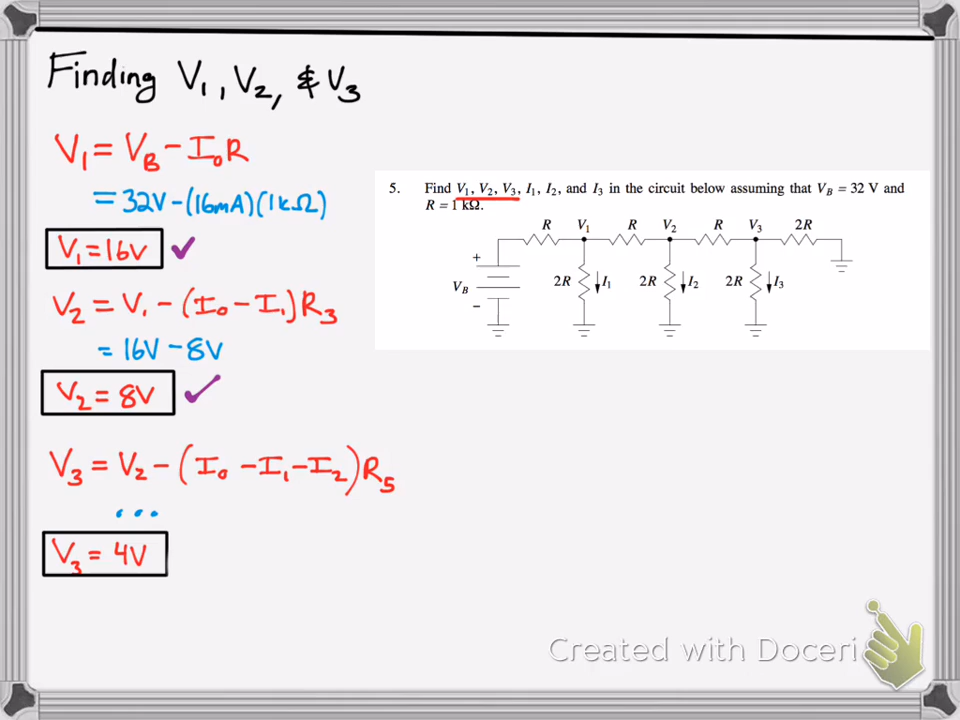 Finding V₁, V₂, & V₃
V₁ = V_B − I₀R
= 32V − (16mA)(1kΩ)
V₁ = 16V ✓
V₂ = V₁ − (I₀ − I₁)R₃
= 16V − 8V
V₂ = 8V ✓
V₃ = V₂ − (I₀ − I₁ − I₂)R₅
...
V₃ = 4V
5. Find V₁, V₂, V₃, I₁, I₂, and I₃ in the circuit below assuming that V_B = 32 V and
R = 1 kΩ.
R V₁ R V₂ R V₃ 2R
+
V_B 2R I₁ 2R I₂ 2R I₃
−
Created with Doceri